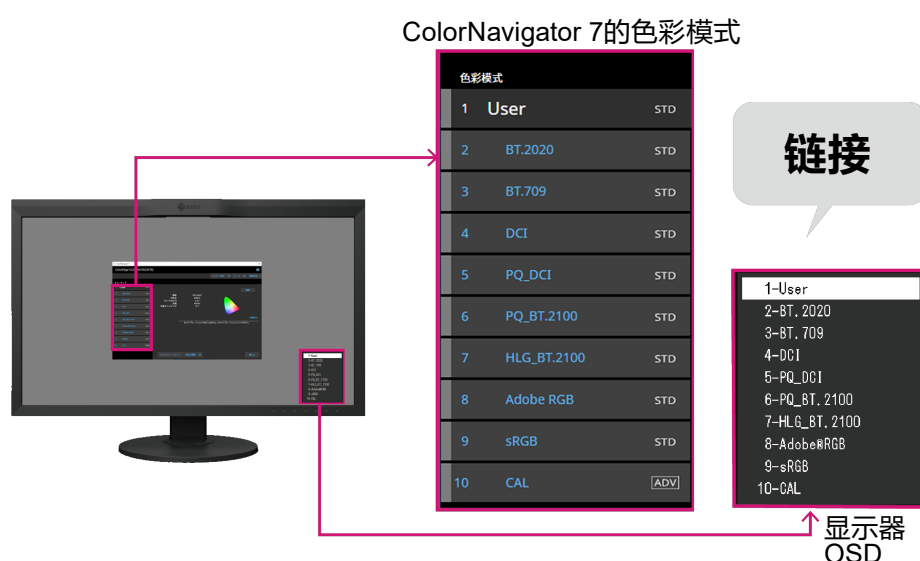 ColorNavigator 7的色彩模式
色彩模式
1 User STD
2 BT.2020 STD
3 BT.709 STD
4 DCI STD
5 PQ_DCI STD
6 PQ_BT.2100 STD
7 HLG_BT.2100 STD
8 Adobe RGB STD
9 sRGB STD
10 CAL ADV
链接
1-User
2-BT.2020
3-BT.709
4-DCI
5-PQ_DCI
6-PQ_BT.2100
7-HLG_BT.2100
8-Adobe®RGB
9-sRGB
10-CAL
显示器
OSD